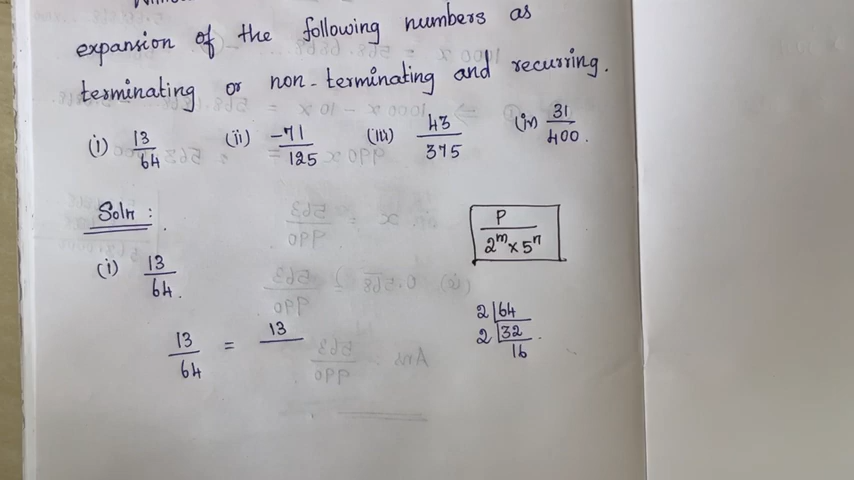 expansion of the following numbers as
terminating or non-terminating and recurring.
(i) 13/64 (ii) -71/125 (iii) 43/375 (iv) 31/400.
Soln :
P/2^m × 5^n
(i) 13/64.
2 | 64
2 | 32
16
13/64 = 13